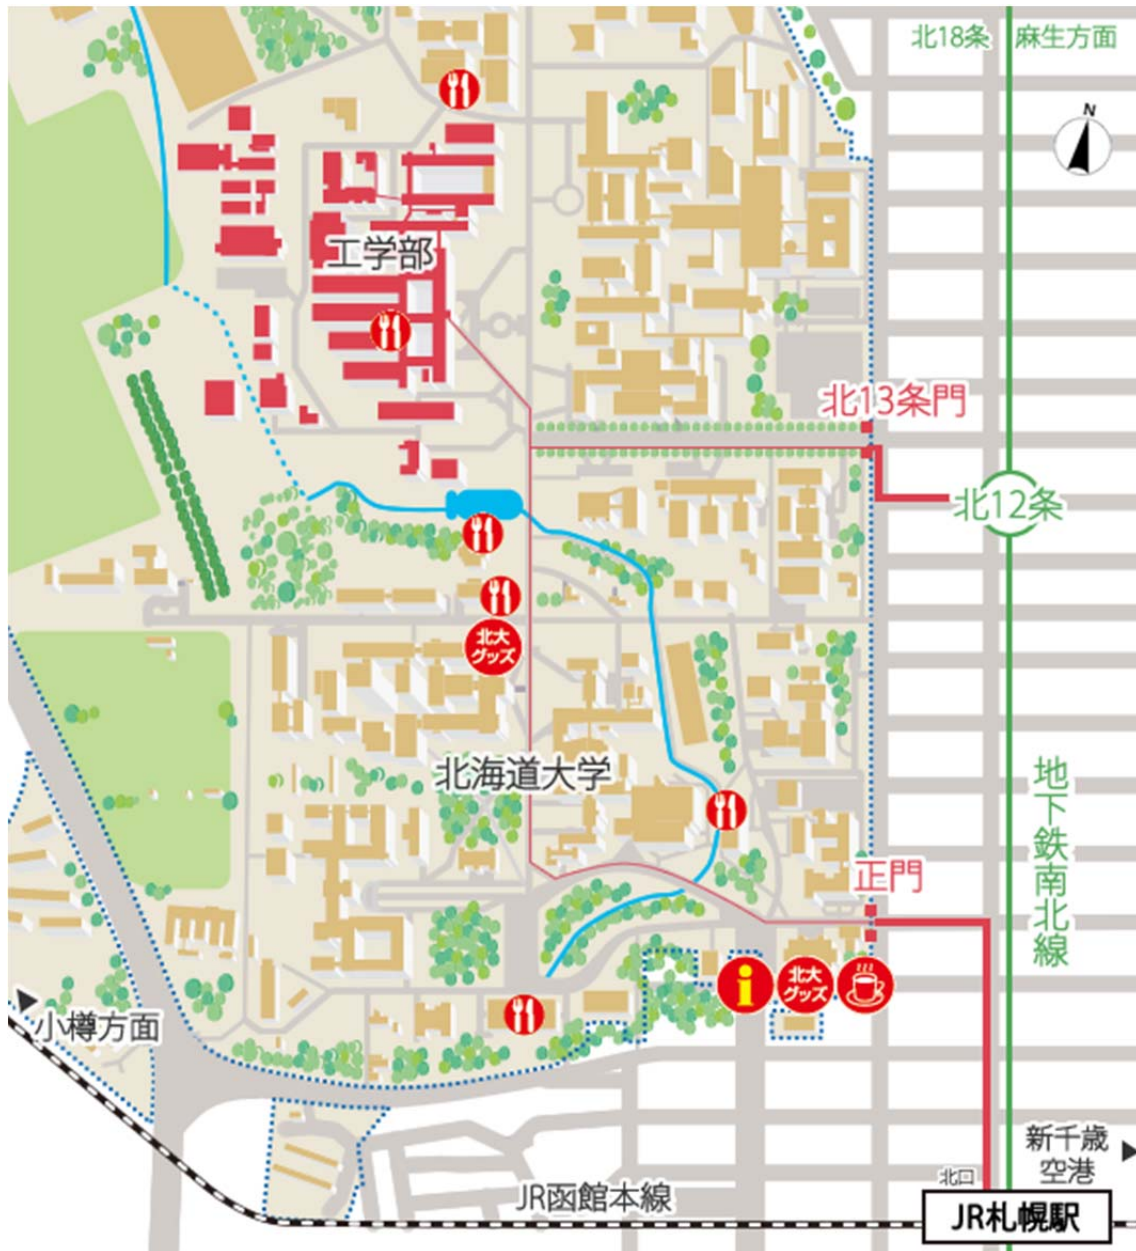 北18条
麻生方面
N
工学部
北13条門
北12条
北大
グッズ
北海道大学
地下鉄南北線
正門
i
北大
グッズ
小樽方面
新千歳
空港
北口
JR函館本線
JR札幌駅